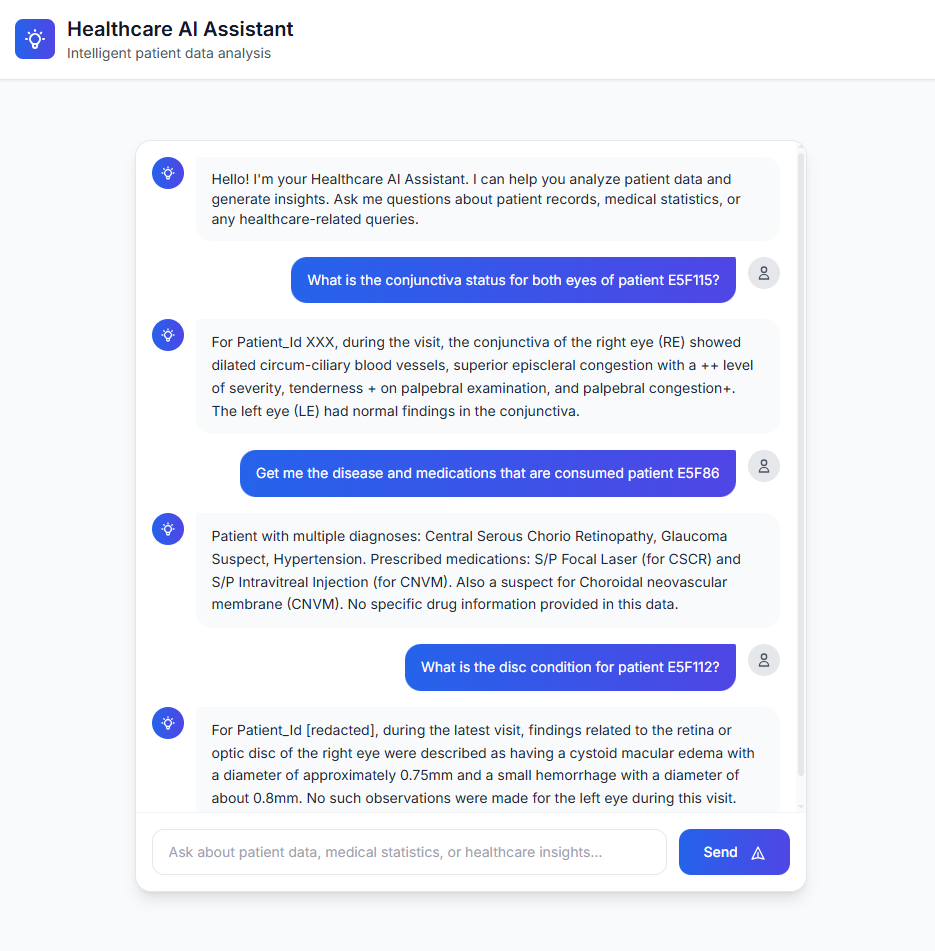 Healthcare AI Assistant
Intelligent patient data analysis
Hello! I'm your Healthcare AI Assistant. I can help you analyze patient data and
generate insights. Ask me questions about patient records, medical statistics, or
any healthcare-related queries.
What is the conjunctiva status for both eyes of patient E5F115?
For Patient_Id XXX, during the visit, the conjunctiva of the right eye (RE) showed
dilated circum-ciliary blood vessels, superior episcleral congestion with a ++ level
of severity, tenderness + on palpebral examination, and palpebral congestion+.
The left eye (LE) had normal findings in the conjunctiva.
Get me the disease and medications that are consumed patient E5F86
Patient with multiple diagnoses: Central Serous Chorio Retinopathy, Glaucoma
Suspect, Hypertension. Prescribed medications: S/P Focal Laser (for CSCR) and
S/P Intravitreal Injection (for CNVM). Also a suspect for Choroidal neovascular
membrane (CNVM). No specific drug information provided in this data.
What is the disc condition for patient E5F112?
For Patient_Id [redacted], during the latest visit, findings related to the retina or
optic disc of the right eye were described as having a cystoid macular edema with
a diameter of approximately 0.75mm and a small hemorrhage with a diameter of
about 0.8mm. No such observations were made for the left eye during this visit.
Ask about patient data, medical statistics, or healthcare insights...
Send